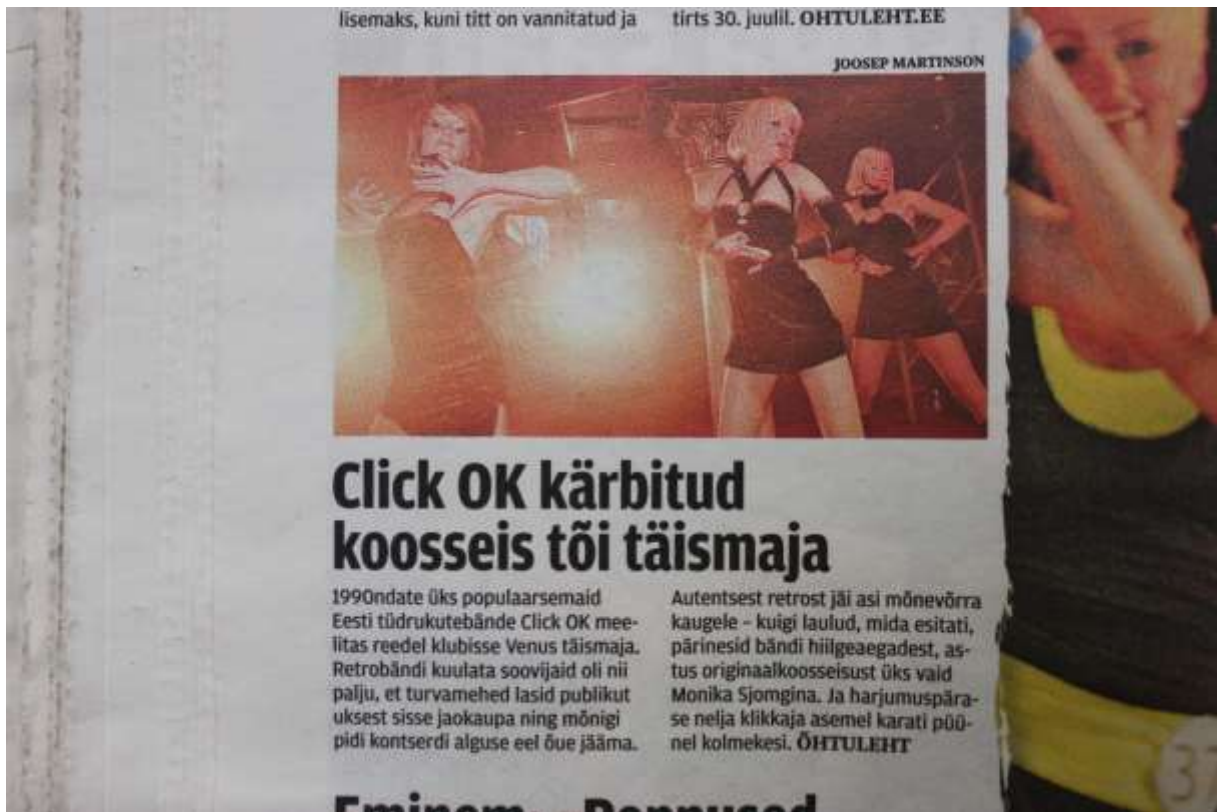 lisemaks, kuni titt on vannitatud ja
tirts 30. juulil. OHTULEHT.EE
JOOSEP MARTINSON
Click OK kärbitud
koosseis tõi täismaja
1990ndate üks populaarsemaid
Eesti tüdrukutebände Click OK mee-
litas reedel klubisse Venus täismaja.
Retrobändi kuulata soovijaid oli nii
palju, et turvamehed lasid publikut
uksest sisse jaokaupa ning mõnigi
pidi kontserdi alguse eel õue jääma.
Autentsest retrost jäi asi mõnevõrra
kaugele – kuigi laulud, mida esitati,
pärinesid bändi hiilgeaegadest, as-
tus originaalkoosseisust üks vaid
Monika Sjomgina. Ja harjumuspära-
se nelja klikkaja asemel karati püü-
nel kolmekesi. ÕHTULEHT
Eminem
37